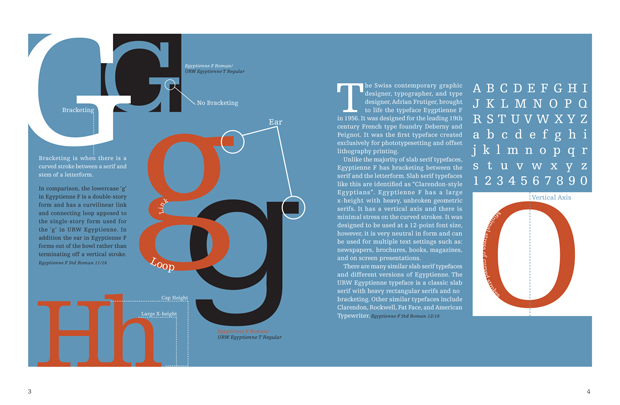 G G
Egyptienne F Roman/
URW Egyptienne T Regular
No Bracketing
Bracketing
Ear
Bracketing is when there is a
curved stroke between a serif and
stem of a letterform.
In comparison, the lowercase 'g'
in Egyptienne F is a double-story
form and has a curvilinear link
and connecting loop apposed to
the single story form used for
the 'g' in URW Egyptienne. In
addition the ear in Egyptienne F
forms out of the bowl rather than
terminating off a vertical stroke.
Egyptienne F Std Roman 11/16
g g
Link
Loop
Hh
Cap Height
Large X-height
Egyptienne F Roman/
URW Egyptienne T Regular
3
The Swiss contemporary graphic
designer, typographer, and type
designer, Adrian Frutiger, brought
to life the typeface Eygptienne F
in 1956. It was designed for the leading 19th
century French type foundry Deberny and
Peignot. It was the first typeface created
exclusively for phototypesetting and offset
lithography printing.
Unlike the majority of slab serif typefaces,
Egyptienne F has bracketing between the
serif and the letterform. Slab serif typefaces
like this are identified as "Clarendon-style
Egyptians". Egyptienne F has a large
x-height with heavy, unbroken geometric
serifs. It has a vertical axis and there is
minimal stress on the curved strokes. It was
designed to be used at a 12-point font size,
however, it is very neutral in form and can
be used for multiple text settings such as:
newspapers, brochures, books, magazines,
and on screen presentations.
There are many similar slab serif typefaces
and different versions of Egyptienne. The
URW Egyptienne typeface is a classic slab
serif with heavy rectangular serifs and no
bracketing. Other similar typefaces include
Clarendon, Rockwell, Fat Face, and American
Typewriter. Egyptienne F Std Roman 12/16
A B C D E F G H I
J K L M N O P Q
R S T U V W X Y Z
a b c d e f g h i
j k l m n o p q r
s t u v w x y z
1 2 3 4 5 6 7 8 9 0
Vertical Axis
O
4